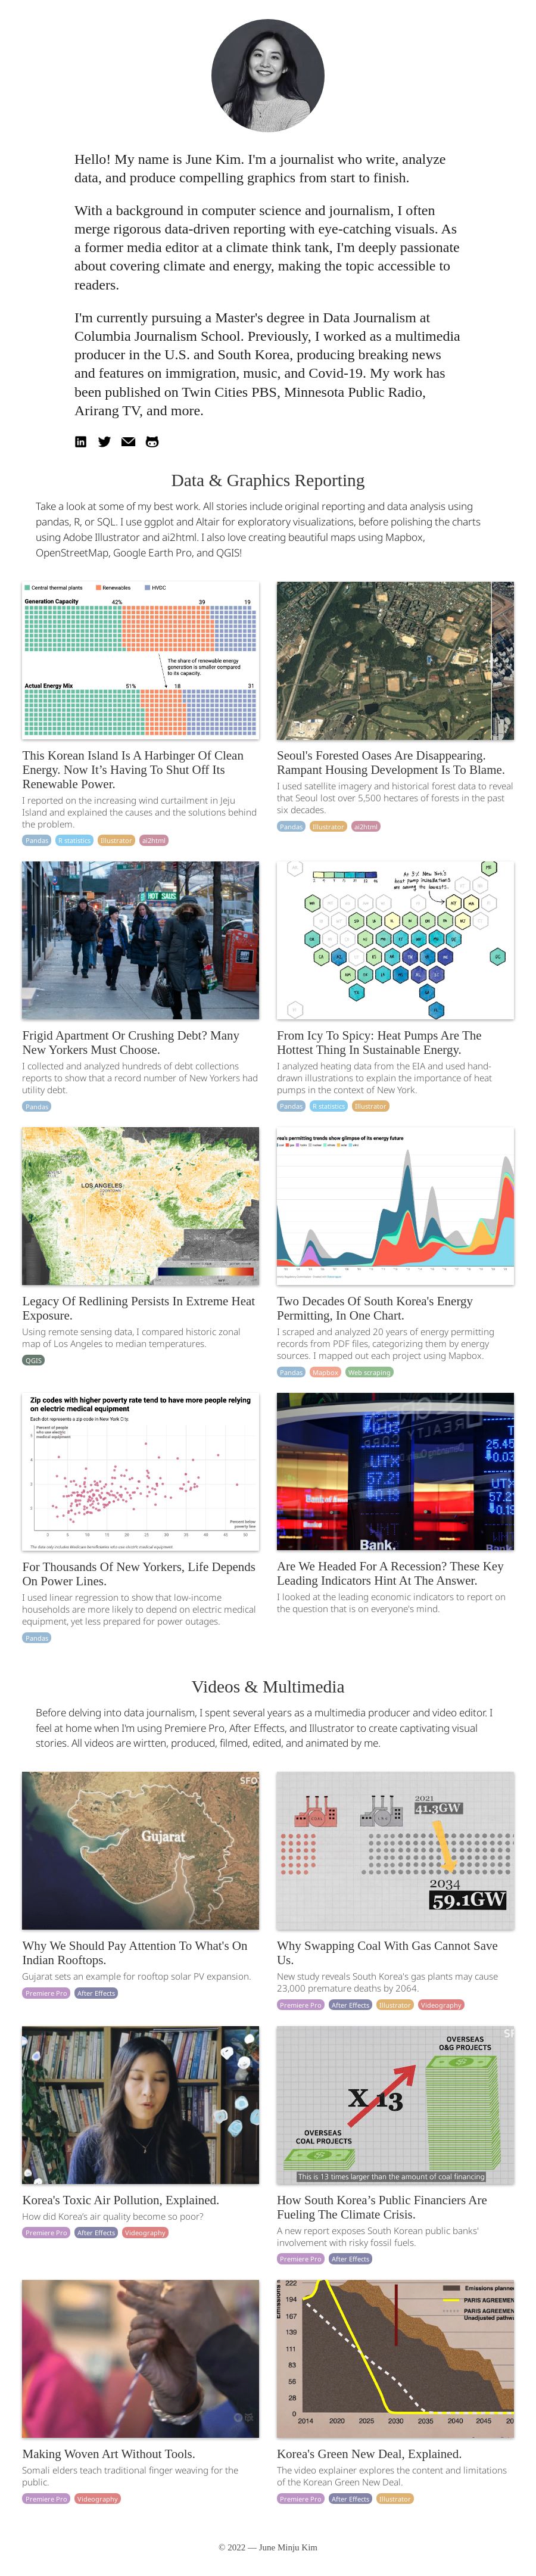 Hello! My name is June Kim. I'm a journalist who write, analyze
data, and produce compelling graphics from start to finish.
With a background in computer science and journalism, I often
merge rigorous data-driven reporting with eye-catching visuals. As
a former media editor at a climate think tank, I'm deeply passionate
about covering climate and energy, making the topic accessible to
readers.
I'm currently pursuing a Master's degree in Data Journalism at
Columbia Journalism School. Previously, I worked as a multimedia
producer in the U.S. and South Korea, producing breaking news
and features on immigration, music, and Covid-19. My work has
been published on Twin Cities PBS, Minnesota Public Radio,
Arirang TV, and more.
Data & Graphics Reporting
Take a look at some of my best work. All stories include original reporting and data analysis using
pandas, R, or SQL. I use ggplot and Altair for exploratory visualizations, before polishing the charts
using Adobe Illustrator and ai2html. I also love creating beautiful maps using Mapbox,
OpenStreetMap, Google Earth Pro, and QGIS!
Central thermal plants Renewables HVDC
Generation Capacity 42% 39 19
The share of renewable energy
generation is smaller compared
to its capacity.
Actual Energy Mix 51% 18 31
This Korean Island Is A Harbinger Of Clean
Energy. Now It’s Having To Shut Off Its
Renewable Power.
I reported on the increasing wind curtailment in Jeju
Island and explained the causes and the solutions behind
the problem.
Pandas R statistics Illustrator ai2html
Seoul's Forested Oases Are Disappearing.
Rampant Housing Development Is To Blame.
I used satellite imagery and historical forest data to reveal
that Seoul lost over 5,500 hectares of forests in the past
six decades.
Pandas Illustrator ai2html
HOT SAUS
Frigid Apartment Or Crushing Debt? Many
New Yorkers Must Choose.
I collected and analyzed hundreds of debt collections
reports to show that a record number of New Yorkers had
utility debt.
Pandas
heat pump installations
are among the lowest.
From Icy To Spicy: Heat Pumps Are The
Hottest Thing In Sustainable Energy.
I analyzed heating data from the EIA and used hand-
drawn illustrations to explain the importance of heat
pumps in the context of New York.
Pandas R statistics Illustrator
LOS ANGELES
Legacy Of Redlining Persists In Extreme Heat
Exposure.
Using remote sensing data, I compared historic zonal
map of Los Angeles to median temperatures.
QGIS
rea's permitting trends show glimpse of its energy future
Two Decades Of South Korea's Energy
Permitting, In One Chart.
I scraped and analyzed 20 years of energy permitting
records from PDF files, categorizing them by energy
sources. I mapped out each project using Mapbox.
Pandas Mapbox Web scraping
Zip codes with higher poverty rate tend to have more people relying
on electric medical equipment
Each dot represents a zip code in New York City.
Percent of people
who use electric
medical equipment
5 10 15 20 25 30 35 40 45 50
Percent below
poverty line
For Thousands Of New Yorkers, Life Depends
On Power Lines.
I used linear regression to show that low-income
households are more likely to depend on electric medical
equipment, yet less prepared for power outages.
Pandas
UTX
57.21
Bank.
Are We Headed For A Recession? These Key
Leading Indicators Hint At The Answer.
I looked at the leading economic indicators to report on
the question that is on everyone's mind.
Videos & Multimedia
Before delving into data journalism, I spent several years as a multimedia producer and video editor. I
feel at home when I’m using Premiere Pro, After Effects, and Illustrator to create captivating visual
stories. All videos are wirtten, produced, filmed, edited, and animated by me.
SFO
Gujarat
Why We Should Pay Attention To What's On
Indian Rooftops.
Gujarat sets an example for rooftop solar PV expansion.
Premiere Pro After Effects
2021
41.3GW
2034
59.1GW
Why Swapping Coal With Gas Cannot Save
Us.
New study reveals South Korea's gas plants may cause
23,000 premature deaths by 2064.
Premiere Pro After Effects Illustrator Videography
Korea's Toxic Air Pollution, Explained.
How did Korea’s air quality become so poor?
Premiere Pro After Effects Videography
SF
OVERSEAS
O&G PROJECTS
X 13
OVERSEAS
COAL PROJECTS
This is 13 times larger than the amount of coal financing
How South Korea’s Public Financiers Are
Fueling The Climate Crisis.
A new report exposes South Korean public banks'
involvement with risky fossil fuels.
Premiere Pro After Effects
Making Woven Art Without Tools.
Somali elders teach traditional finger weaving for the
public.
Premiere Pro Videography
Emissions
222
194
167
139
111
83
56
28
0
2014 2020 2025 2030 2035 2040 2045 20
Emissions planne
PARIS AGREEMEN
PARIS AGREEMEN
Unadjusted pathw
Korea's Green New Deal, Explained.
The video explainer explores the content and limitations
of the Korean Green New Deal.
Premiere Pro After Effects Illustrator
© 2022 — June Minju Kim